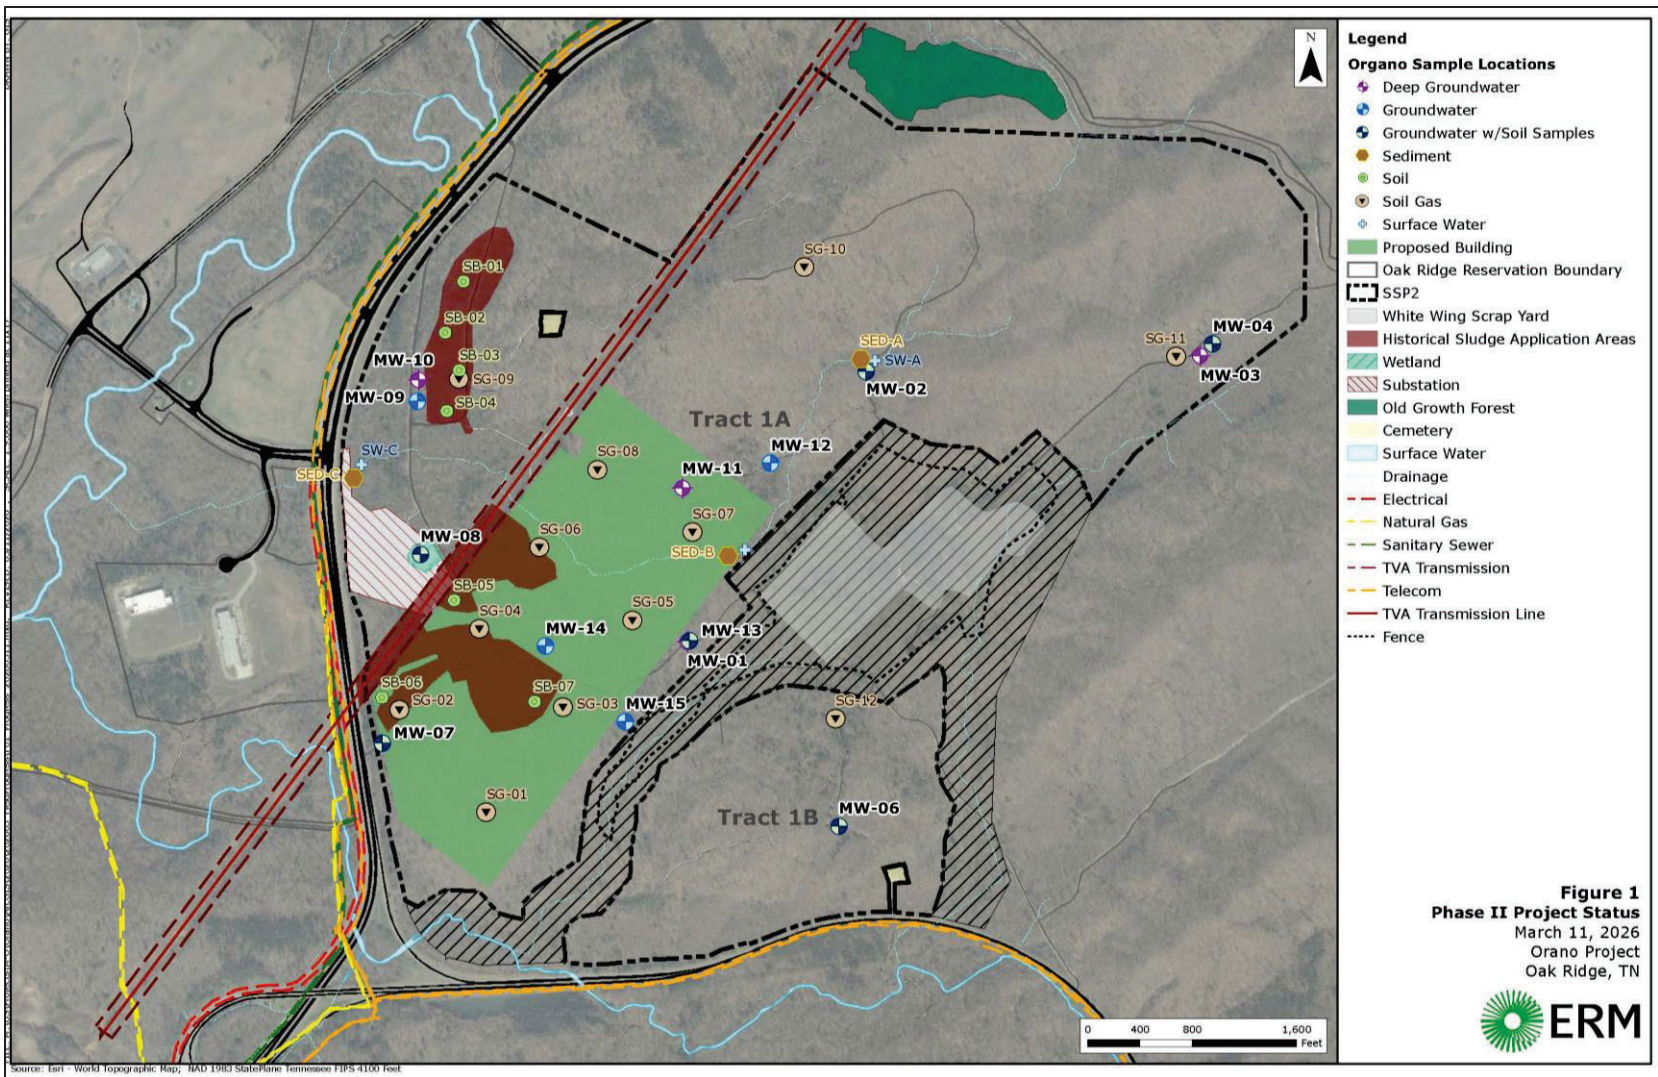 N
SB-01
SB-02
SB-03
SG-09
SB-04
MW-10
MW-09
SW-C
SED-C
SG-10
SED-A
SW-A
MW-02
SG-11
MW-04
MW-03
Tract 1A
MW-12
SG-08
MW-11
SG-07
SG-06
SED-B
MW-08
SB-05
SG-04
SG-05
MW-14
MW-13
MW-01
SB-06
SG-02
SB-07
SG-03
MW-15
MW-07
SG-12
SG-01
Tract 1B
MW-06
0 400 800 1,600
Feet
Legend
Organo Sample Locations
Deep Groundwater
Groundwater
Groundwater w/Soil Samples
Sediment
Soil
Soil Gas
Surface Water
Proposed Building
Oak Ridge Reservation Boundary
SSP2
White Wing Scrap Yard
Historical Sludge Application Areas
Wetland
Substation
Old Growth Forest
Cemetery
Surface Water
Drainage
Electrical
Natural Gas
Sanitary Sewer
TVA Transmission
Telecom
TVA Transmission Line
Fence
Figure 1
Phase II Project Status
March 11, 2026
Orano Project
Oak Ridge, TN
ERM
Source: Esri - World Topographic Map; NAD 1983 StatePlane Tennessee FIPS 4100 Feet